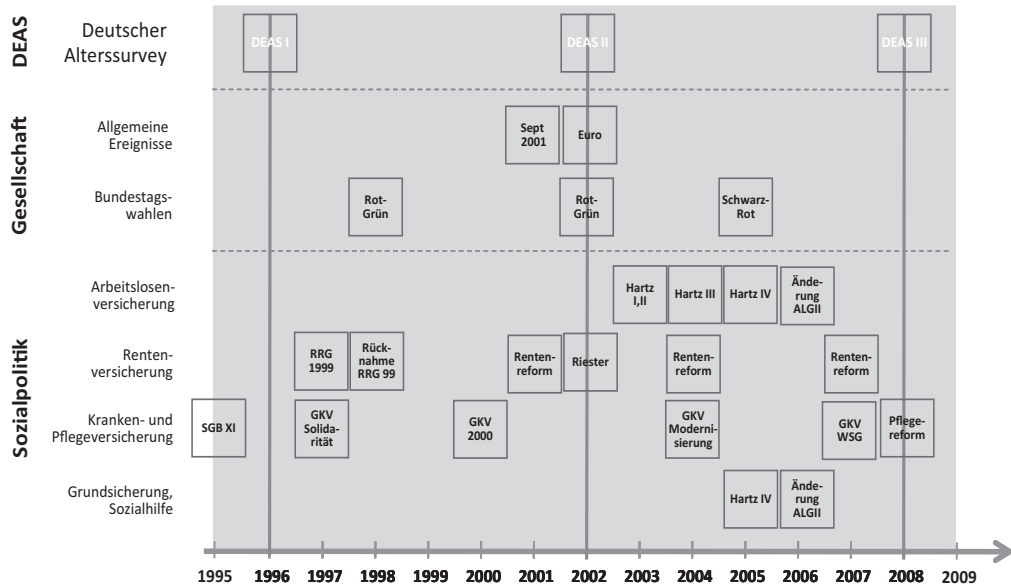 DEAS
Deutscher
Alterssurvey
DEAS I
DEAS II
DEAS III
Gesellschaft
Allgemeine
Ereignisse
Sept
2001
Euro
Bundestags-
wahlen
Rot-
Grün
Rot-
Grün
Schwarz-
Rot
Sozialpolitik
Arbeitslosen-
versicherung
Hartz
I,II
Hartz III
Hartz IV
Ände-
rung
ALGII
Renten-
versicherung
RRG
1999
Rück-
nahme
RRG 99
Renten-
reform
Riester
Renten-
reform
Renten-
reform
Kranken- und
Pflegeversicherung
SGB XI
GKV
Solida-
rität
GKV
2000
GKV
Moderni-
sierung
GKV
WSG
Pflege-
reform
Grundsicherung,
Sozialhilfe
Hartz IV
Ände-
rung
ALGII
1995 1996 1997 1998 1999 2000 2001 2002 2003 2004 2005 2006 2007 2008 2009